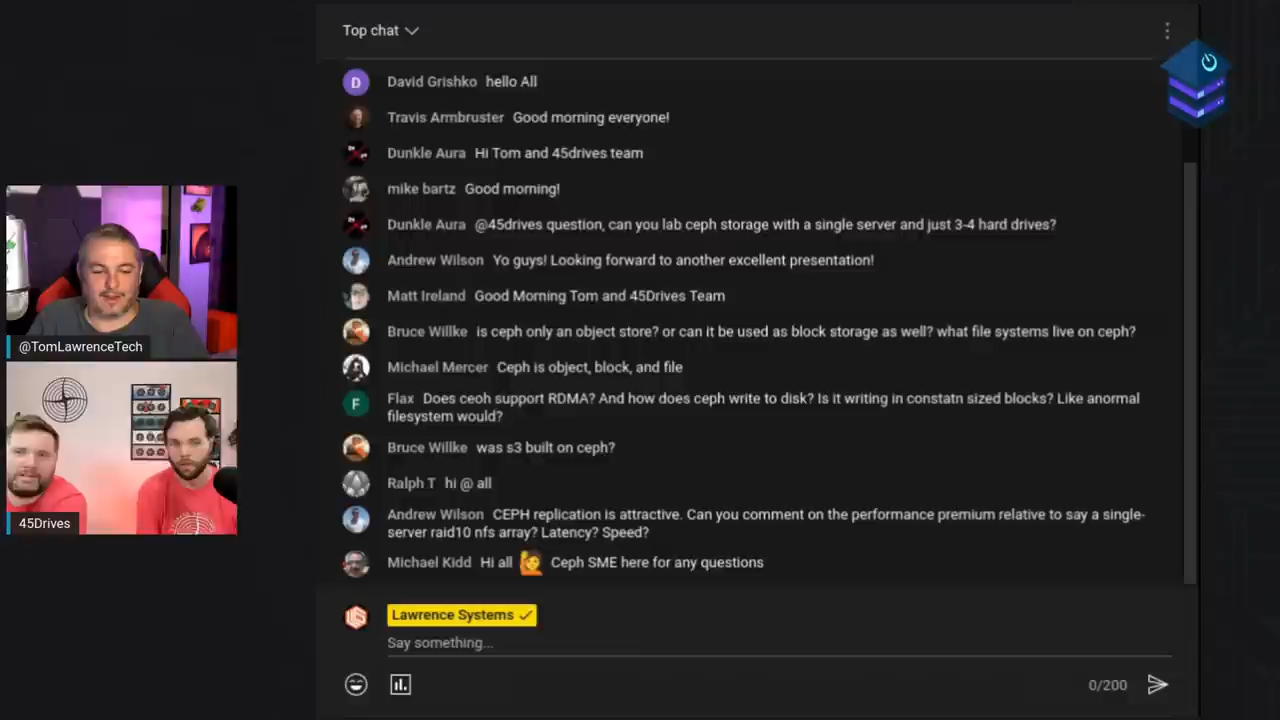 Top chat
D David Grishko hello All
Travis Armbruster Good morning everyone!
Dunkle Aura Hi Tom and 45drives team
mike bartz Good morning!
Dunkle Aura @45drives question, can you lab ceph storage with a single server and just 3-4 hard drives?
Andrew Wilson Yo guys! Looking forward to another excellent presentation!
Matt Ireland Good Morning Tom and 45Drives Team
Bruce Willke is ceph only an object store? or can it be used as block storage as well? what file systems live on ceph?
Michael Mercer Ceph is object, block, and file
F Flax Does ceoh support RDMA? And how does ceph write to disk? Is it writing in constatn sized blocks? Like anormal
filesystem would?
Bruce Willke was s3 built on ceph?
Ralph T hi @ all
Andrew Wilson CEPH replication is attractive. Can you comment on the performance premium relative to say a single-
server raid10 nfs array? Latency? Speed?
Michael Kidd Hi all 🙋 Ceph SME here for any questions
Lawrence Systems ✓
Say something...
0/200
@TomLawrenceTech
45Drives